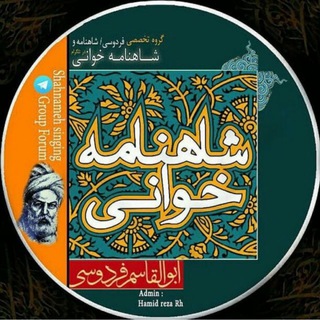 گروه تخصصی فردوسی/ شاهنامه و
شاهنامه خوانی
شاهنامه
خوانی
ابوالقاسم فردوسی
Admin :
Hamid reza Rh
Shahnameh singing
Group Forum